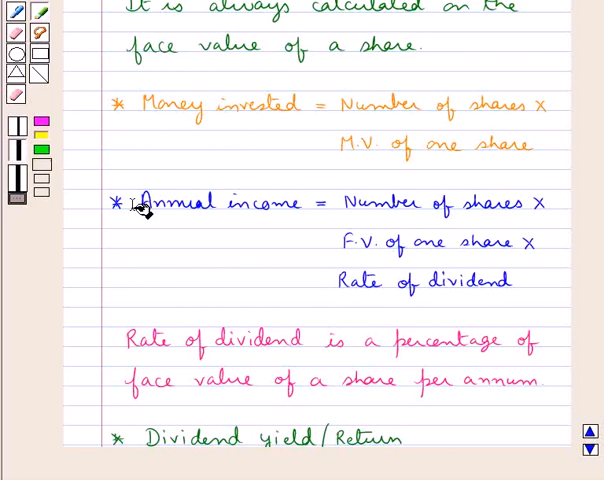 It is always calculated on the
face value of a share.
* Money invested = Number of shares x
M.V. of one share
* Annual income = Number of shares x
F.V. of one share x
Rate of dividend
Rate of dividend is a percentage of
face value of a share per annum.
* Dividend yield/Return